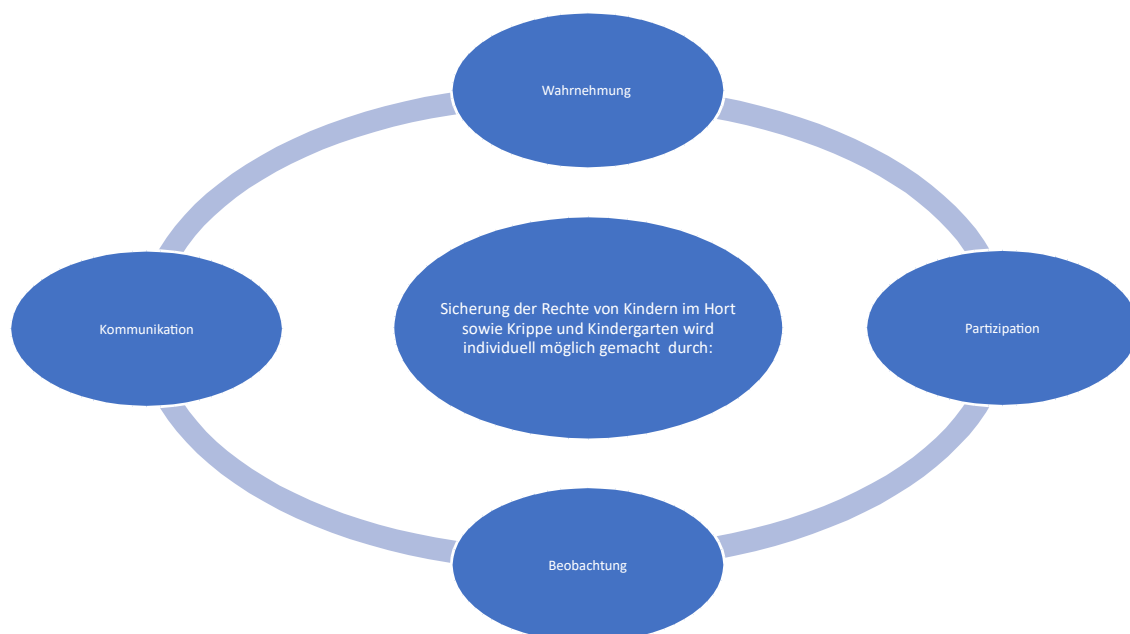 Wahrnehmung
Kommunikation
Sicherung der Rechte von Kindern im Hort
sowie Krippe und Kindergarten wird
individuell möglich gemacht  durch:
Partizipation
Beobachtung